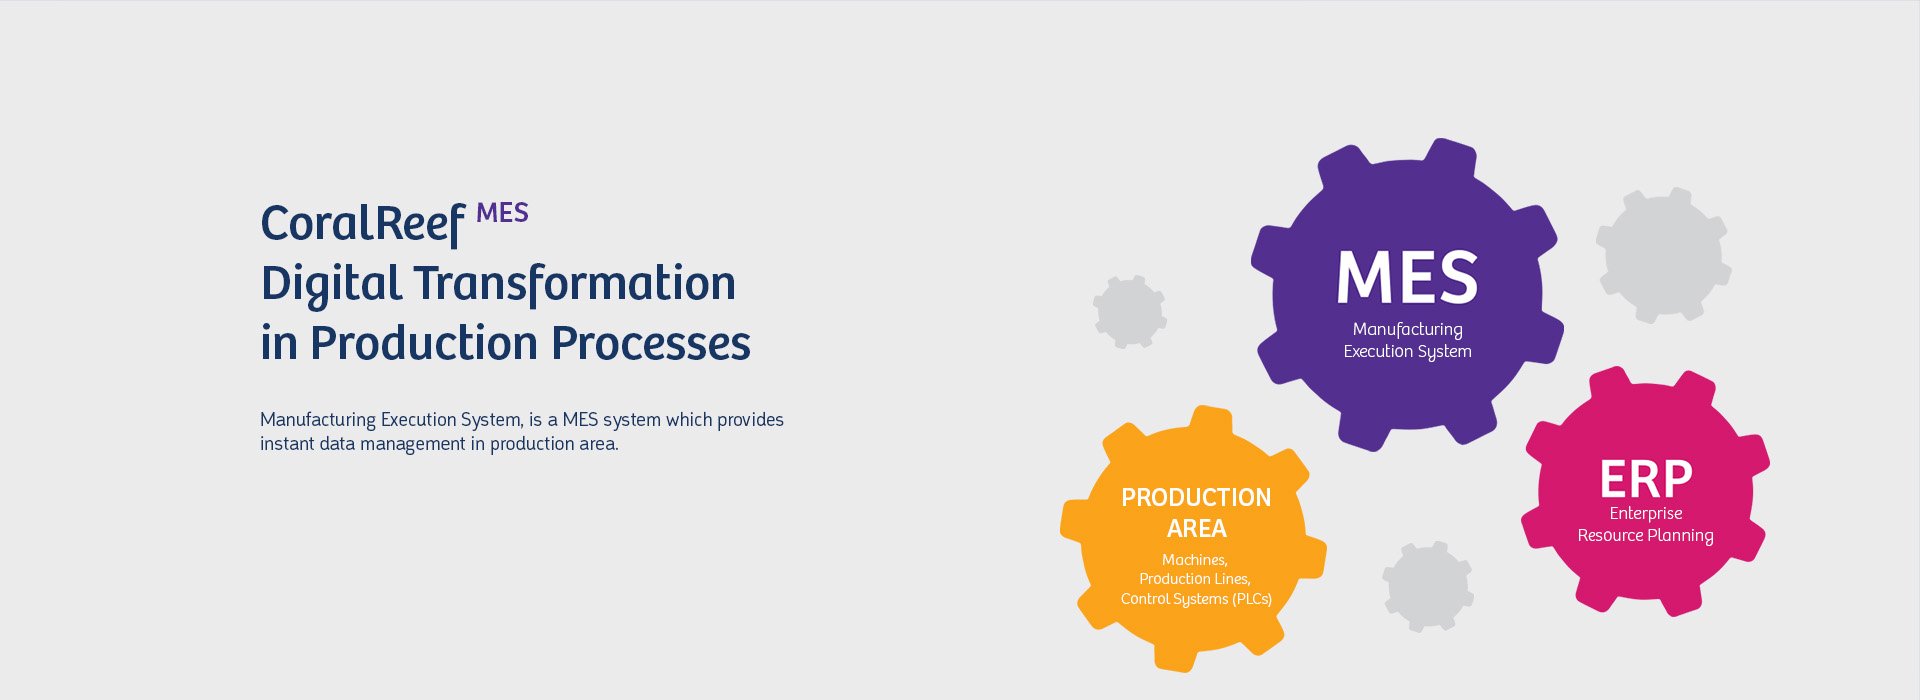 CoralReef MES
Digital Transformation
in Production Processes
Manufacturing Execution System, is a MES system which provides
instant data management in production area.
MES
Manufacturing
Execution System
PRODUCTION
AREA
Machines,
Production Lines,
Control Systems (PLCs)
ERP
Enterprise
Resource Planning